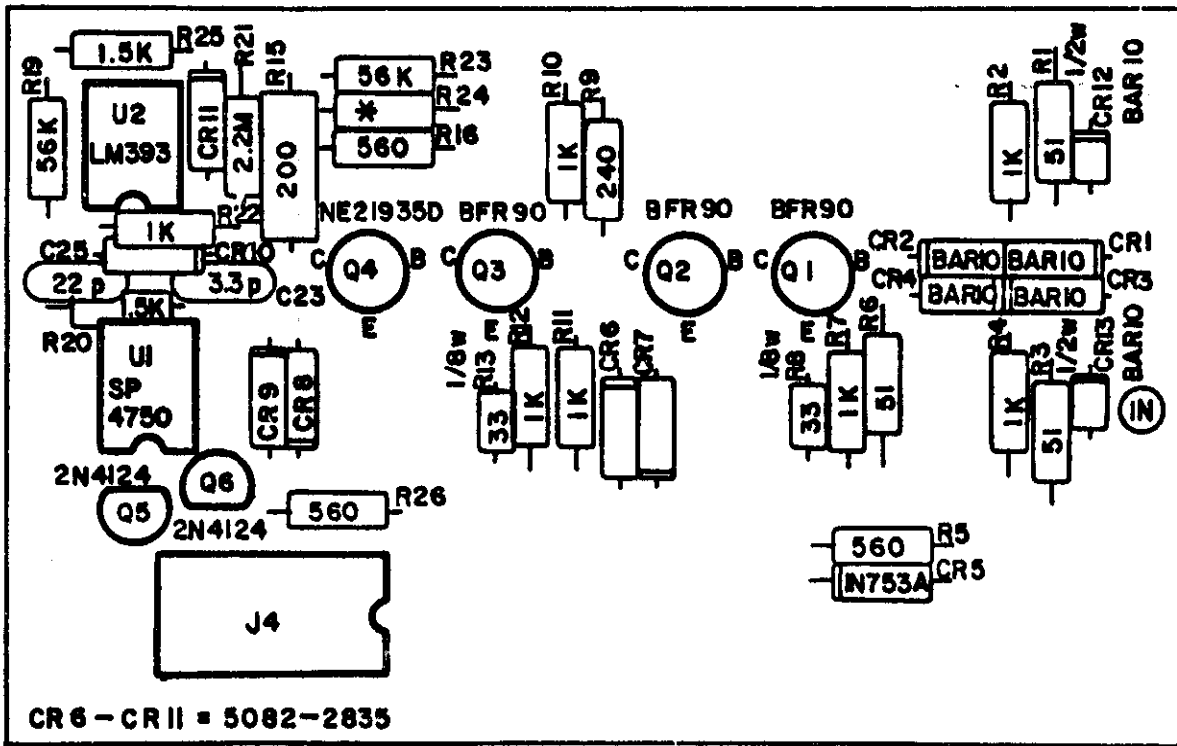 1.5K R25
R21
R15
56K R23
* R24
560 R16
R19
56K
U2
LM393
CR11
2.2M
200
R10
1K
R9
240
R2
1K
R1
51
1/2w
CR12
BAR10
1K R22
C25
CR10
22p
3.3p
C23
.5K
R20
NE21935D
C Q4 B
E
BFR90
C Q3 B
E
BFR90
C Q2 B
E
BFR90
C Q1 B
E
CR2 BAR10 BAR10 CR1
CR4 BAR10 BAR10 CR3
U1
SP
4750
CR9
CR8
1/8w
R13
33
R12
1K
R11
1K
CR6
CR7
1/8w
R8
33
R7
1K
R6
51
R4
1K
R3
51
1/2w
CR13
BAR10
IN
2N4124
Q5
Q6
2N4124
560 R26
560 R5
IN753A CR5
J4
CR6-CR11 = 5082-2835